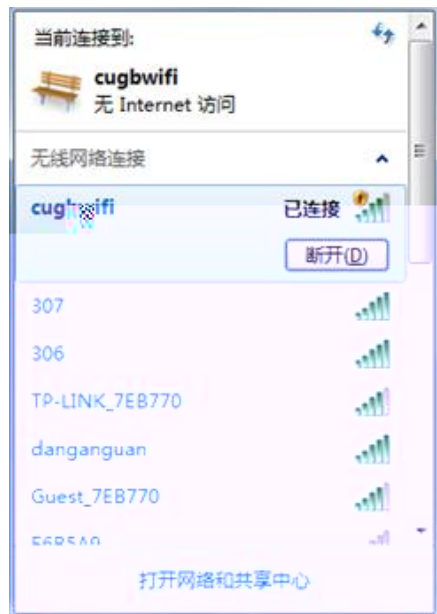 当前连接到:
cugbwifi
无 Internet 访问
无线网络连接
cugbwifi 已连接
断开(D)
307
306
TP-LINK_7EB770
danganguan
Guest_7EB770
打开网络和共享中心